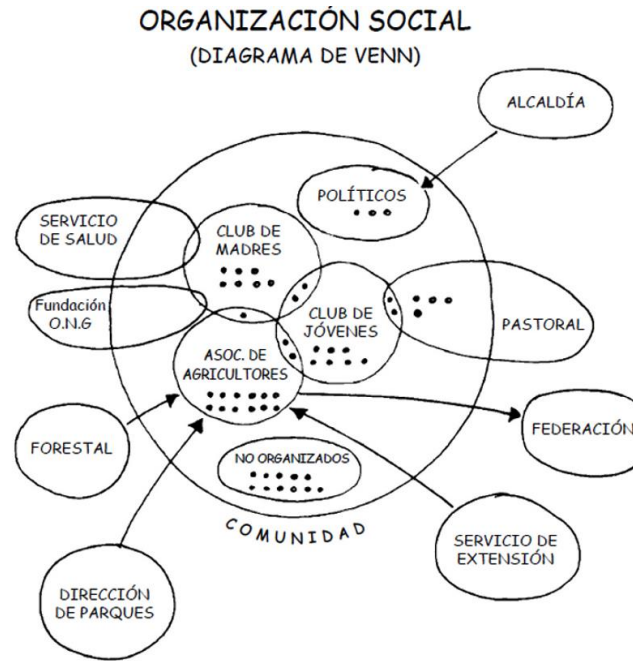 ORGANIZACIÓN SOCIAL
(DIAGRAMA DE VENN)
ALCALDÍA
POLÍTICOS
SERVICIO
DE SALUD
CLUB DE
MADRES
Fundación
O.N.G
CLUB DE
JÓVENES
PASTORAL
ASOC. DE
AGRICULTORES
FORESTAL
FEDERACIÓN
NO ORGANIZADOS
COMUNIDAD
SERVICIO DE
EXTENSIÓN
DIRECCIÓN
DE PARQUES